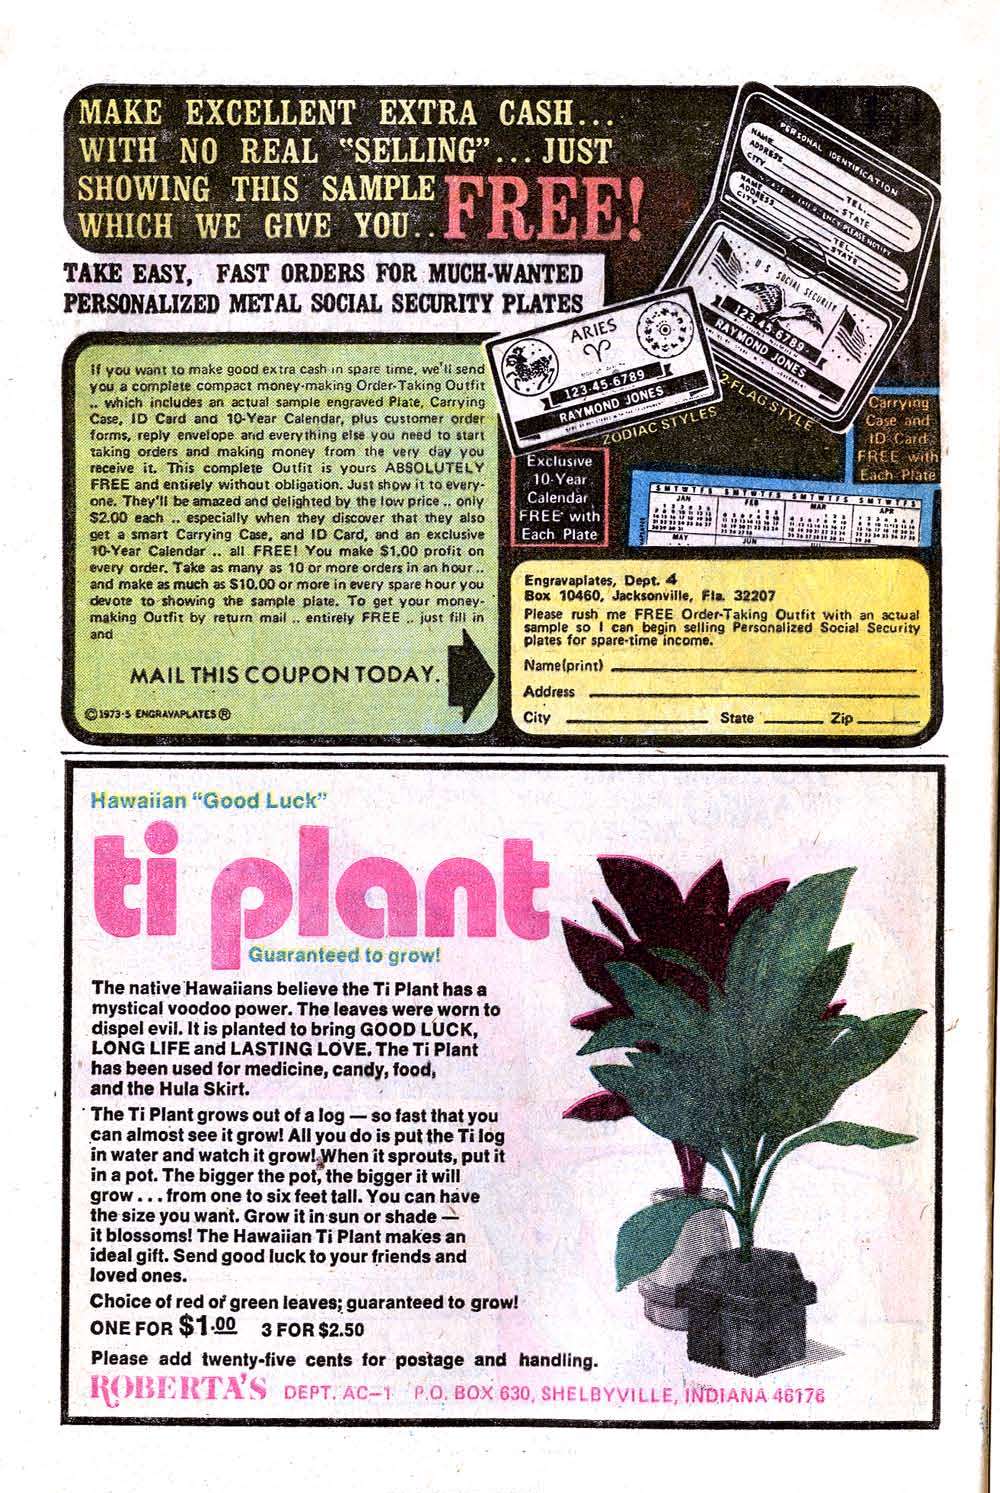 MAKE EXCELLENT EXTRA CASH...
WITH NO REAL "SELLING"... JUST
SHOWING THIS SAMPLE
WHICH WE GIVE YOU.. FREE!
TAKE EASY, FAST ORDERS FOR MUCH-WANTED
PERSONALIZED METAL SOCIAL SECURITY PLATES
If you want to make good extra cash in spare time, we'll send
you a complete compact money-making Order-Taking Outfit
.. which includes an actual sample engraved Plate, Carrying
Case, ID Card and 10-Year Calendar, plus customer order
forms, reply envelope and everything else you need to start
taking orders and making money from the very day you
receive it. This complete Outfit is yours ABSOLUTELY
FREE and entirely without obligation. Just show it to every-
one. They'll be amazed and delighted by the low price .. only
$2.00 each .. especially when they discover that they also
get a smart Carrying Case, and ID Card, and an exclusive
10-Year Calendar .. all FREE! You make $1.00 profit on
every order. Take as many as 10 or more orders in an hour ..
and make as much as $10.00 or more in every spare hour you
devote to showing the sample plate. To get your money-
making Outfit by return mail .. entirely FREE .. just fill in
and
MAIL THIS COUPON TODAY.
©1973-S ENGRAVAPLATES®
PERSONAL IDENTIFICATION
NAME
ADDRESS
CITY
TEL.
STATE
NAME
ADDRESS
CITY
TEL.
STATE
U S SOCIAL SECURITY
123-45-6789
RAYMOND JONES
ARIES
♈
123-45-6789
RAYMOND JONES
ZODIAC STYLES
2-FLAG STYLE
Carrying
Case and
ID Card
FREE with
Each Plate
Exclusive
10-Year
Calendar
FREE with
Each Plate
S M T W T F S S M T W T F S S M T W T F S S M T W T F S
JAN FEB MAR APR
MAY JUN
Engravaplates, Dept. 4
Box 10460, Jacksonville, Fla. 32207
Please rush me FREE Order-Taking Outfit with an actual
sample so I can begin selling Personalized Social Security
plates for spare-time income.
Name(print)
Address
City State Zip
Hawaiian "Good Luck"
ti plant
Guaranteed to grow!
The native Hawaiians believe the Ti Plant has a
mystical voodoo power. The leaves were worn to
dispel evil. It is planted to bring GOOD LUCK,
LONG LIFE and LASTING LOVE. The Ti Plant
has been used for medicine, candy, food,
and the Hula Skirt.
The Ti Plant grows out of a log — so fast that you
can almost see it grow! All you do is put the Ti log
in water and watch it grow! When it sprouts, put it
in a pot. The bigger the pot, the bigger it will
grow ... from one to six feet tall. You can have
the size you want. Grow it in sun or shade —
it blossoms! The Hawaiian Ti Plant makes an
ideal gift. Send good luck to your friends and
loved ones.
Choice of red or green leaves; guaranteed to grow!
ONE FOR $1.00 3 FOR $2.50
Please add twenty-five cents for postage and handling.
ROBERTA'S DEPT. AC-1 P.O. BOX 630, SHELBYVILLE, INDIANA 46176